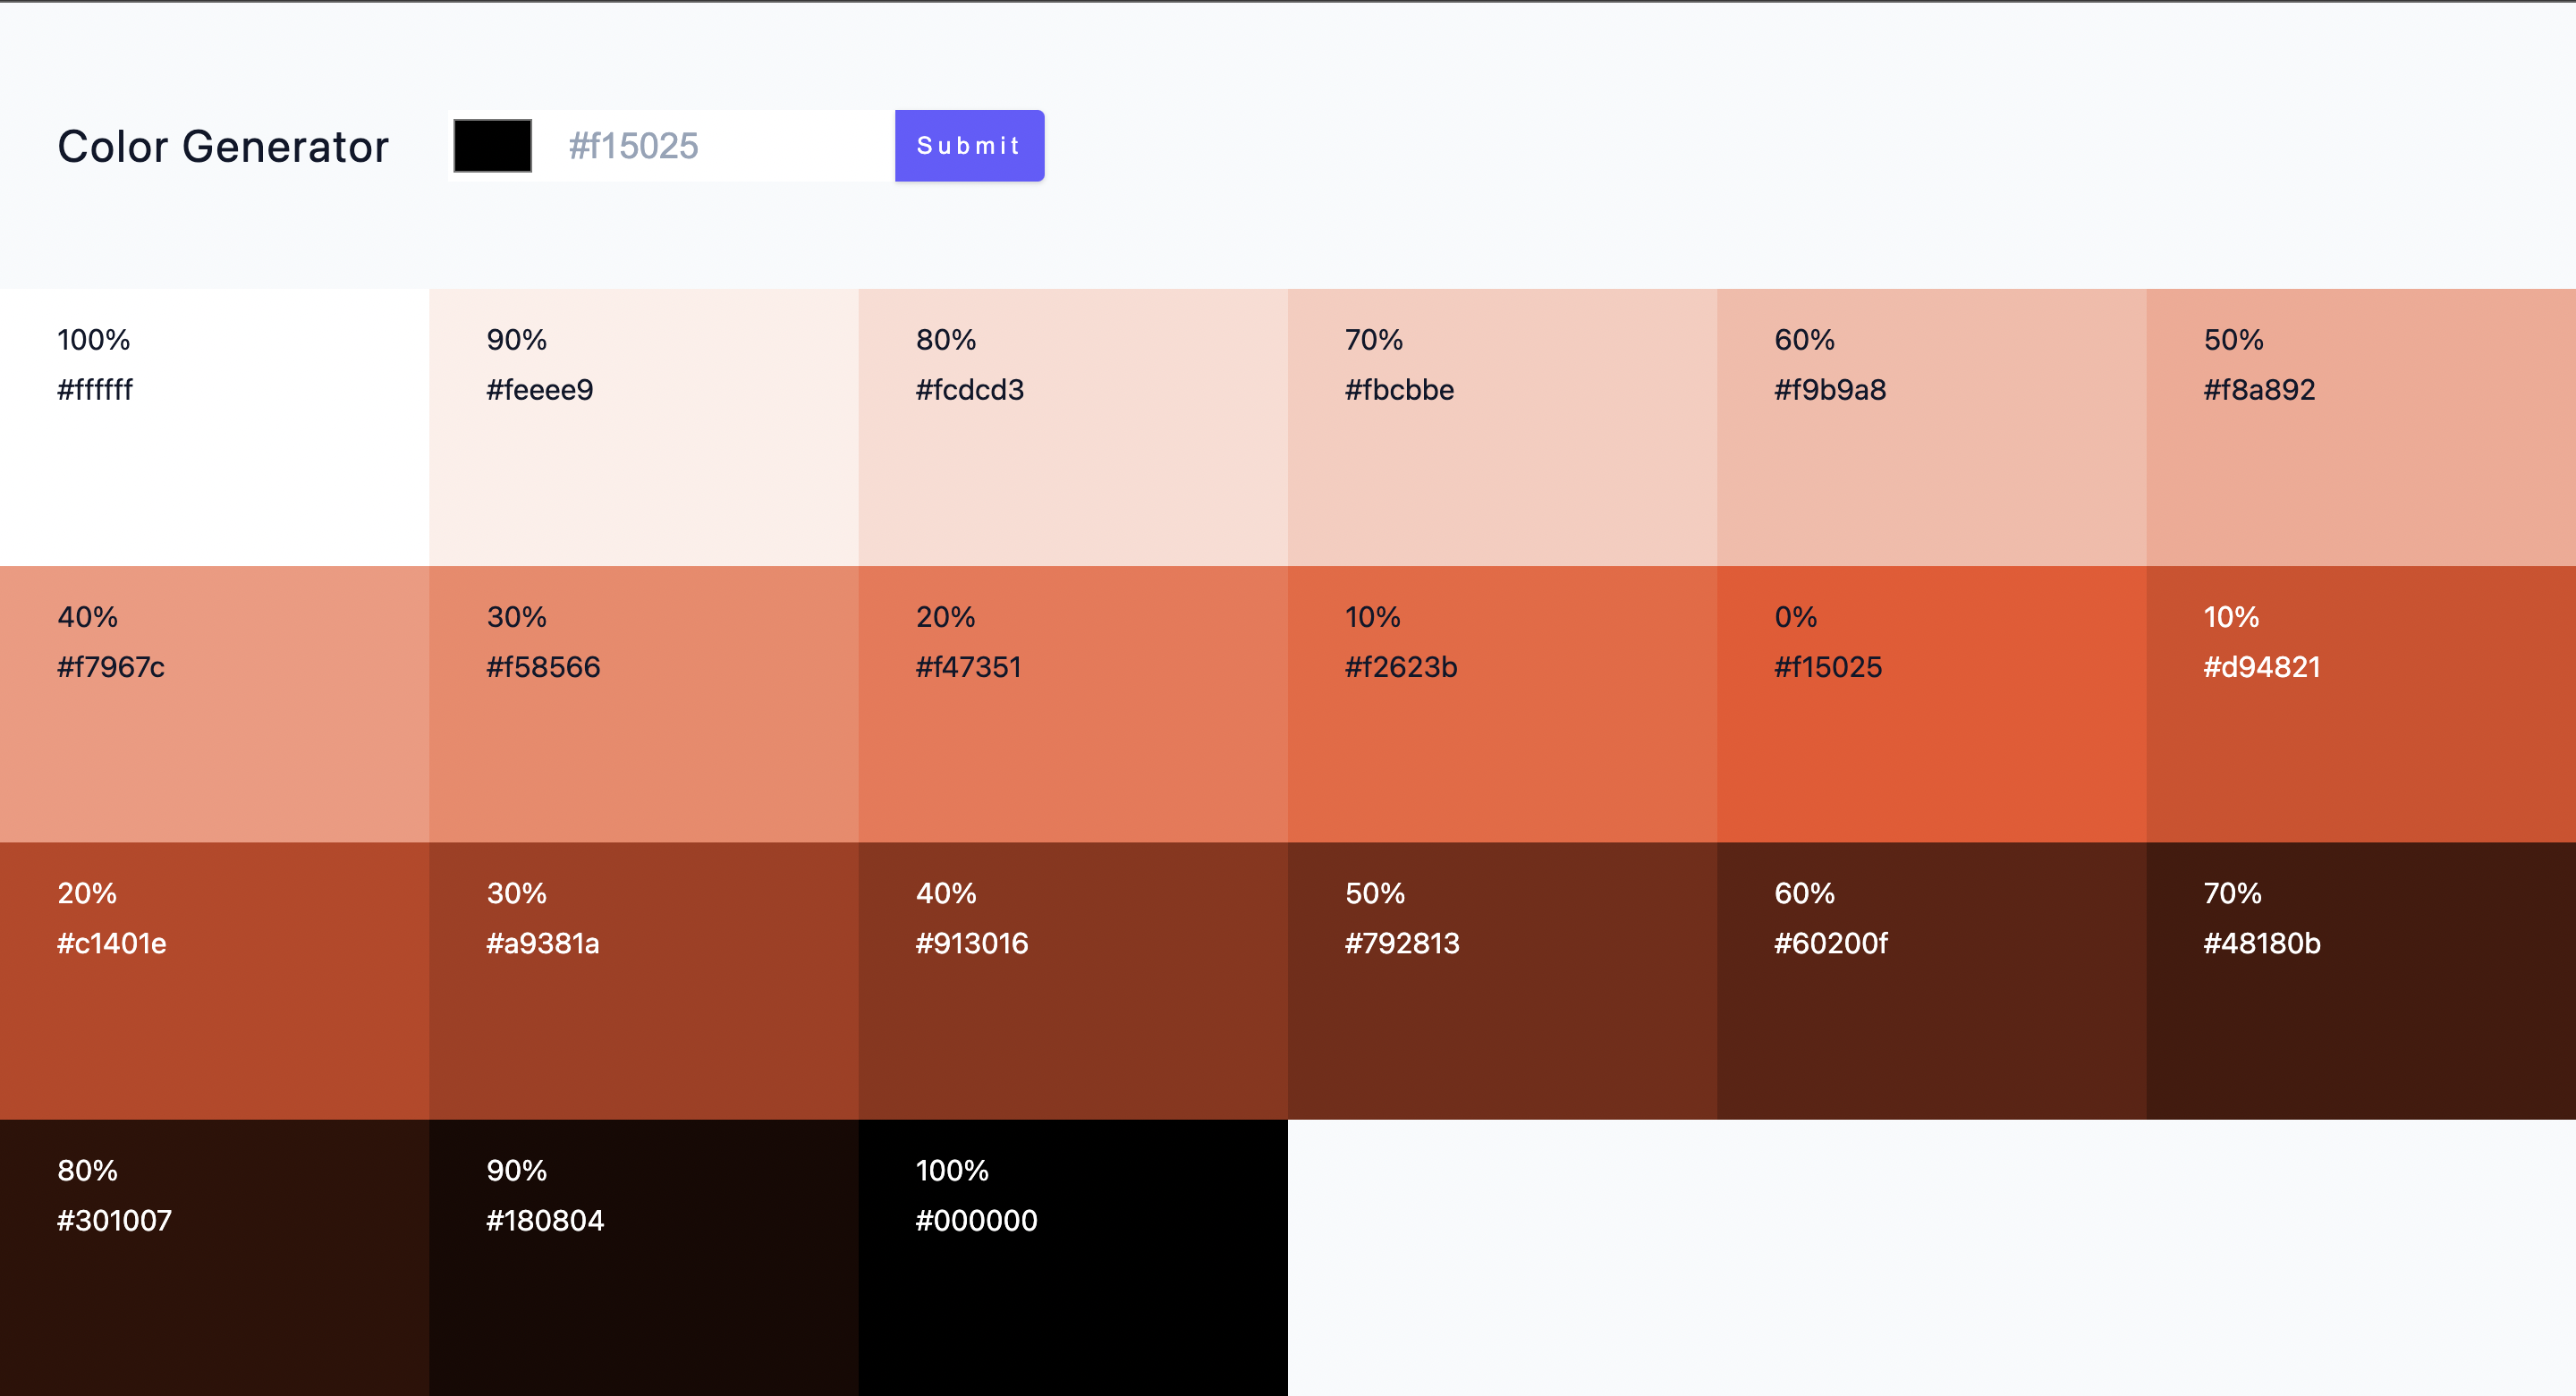 Color Generator
#f15025
Submit
100%
#ffffff
90%
#feeee9
80%
#fcdcd3
70%
#fbcbbe
60%
#f9b9a8
50%
#f8a892
40%
#f7967c
30%
#f58566
20%
#f47351
10%
#f2623b
0%
#f15025
10%
#d94821
20%
#c1401e
30%
#a9381a
40%
#913016
50%
#792813
60%
#60200f
70%
#48180b
80%
#301007
90%
#180804
100%
#000000